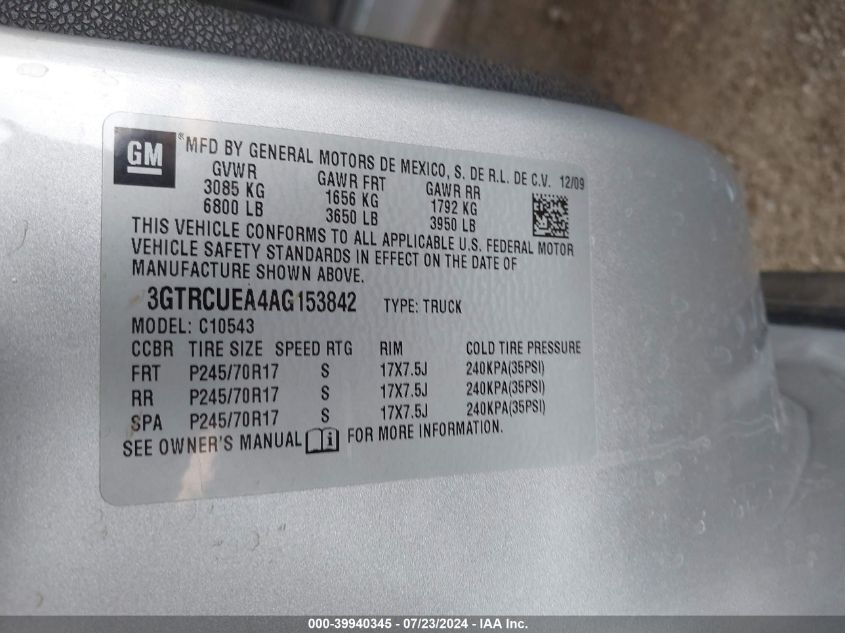 GM
® MFD BY GENERAL MOTORS DE MEXICO, S. DE R.L. DE C.V. 12/09
GVWR GAWR FRT GAWR RR
3085 KG 1656 KG 1792 KG
6800 LB 3650 LB 3950 LB
THIS VEHICLE CONFORMS TO ALL APPLICABLE U.S. FEDERAL MOTOR
VEHICLE SAFETY STANDARDS IN EFFECT ON THE DATE OF
MANUFACTURE SHOWN ABOVE.
3GTRCUEA4AG153842 TYPE: TRUCK
MODEL: C10543
CCBR TIRE SIZE SPEED RTG RIM COLD TIRE PRESSURE
FRT P245/70R17 S 17X7.5J 240KPA(35PSI)
RR P245/70R17 S 17X7.5J 240KPA(35PSI)
SPA P245/70R17 S 17X7.5J 240KPA(35PSI)
SEE OWNER'S MANUAL i FOR MORE INFORMATION.
000-39940345 - 07/23/2024 - IAA Inc.